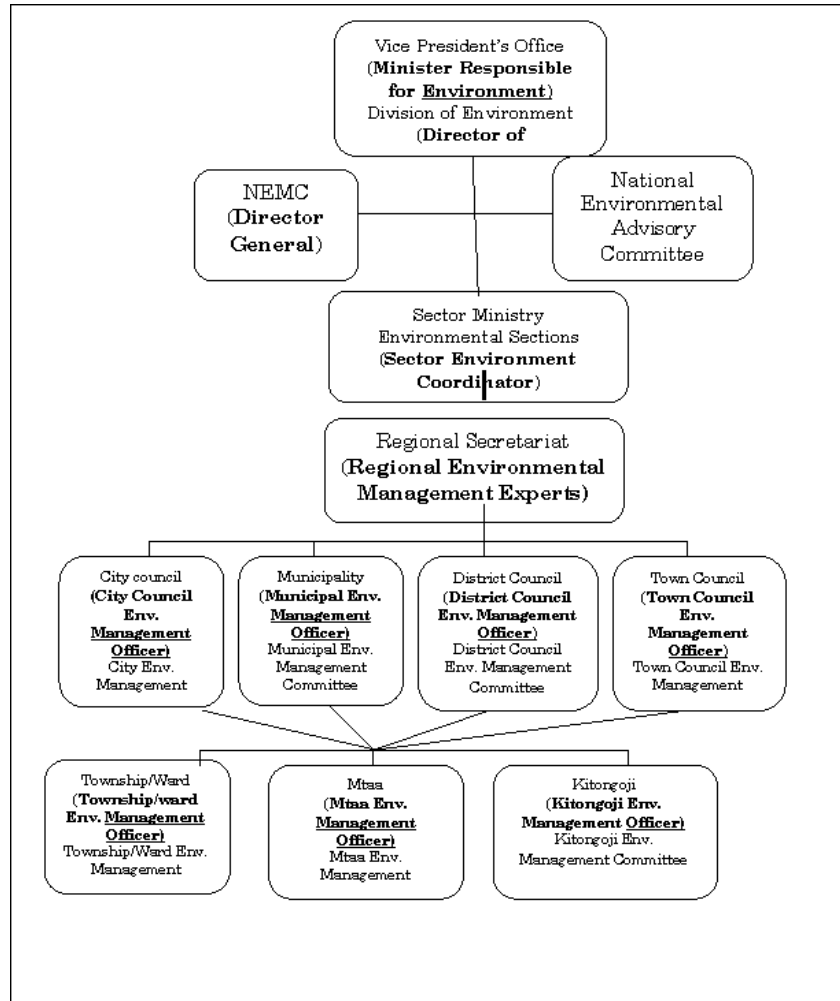 Vice President's Office
(Minister Responsible
for Environment)
Division of Environment
(Director of
NEMC
(Director
General)
National
Environmental
Advisory
Committee
Sector Ministry
Environmental Sections
(Sector Environment
Coordinator)
Regional Secretariat
(Regional Environmental
Management Experts)
City council
(City Council
Env.
Management
Officer)
City Env.
Management
Municipality
(Municipal Env.
Management
Officer)
Municipal Env.
Management
Committee
District Council
(District Council
Env. Management
Officer)
District Council
Env. Management
Committee
Town Council
(Town Council
Env.
Management
Officer)
Town Council Env.
Management
Township/Ward
(Township/ward
Env. Management
Officer)
Township/Ward Env.
Management
Mtaa
(Mtaa Env.
Management
Officer)
Mtaa Env.
Management
Kitongoji
(Kitongoji Env.
Management Officer)
Kitongoji Env.
Management Committee